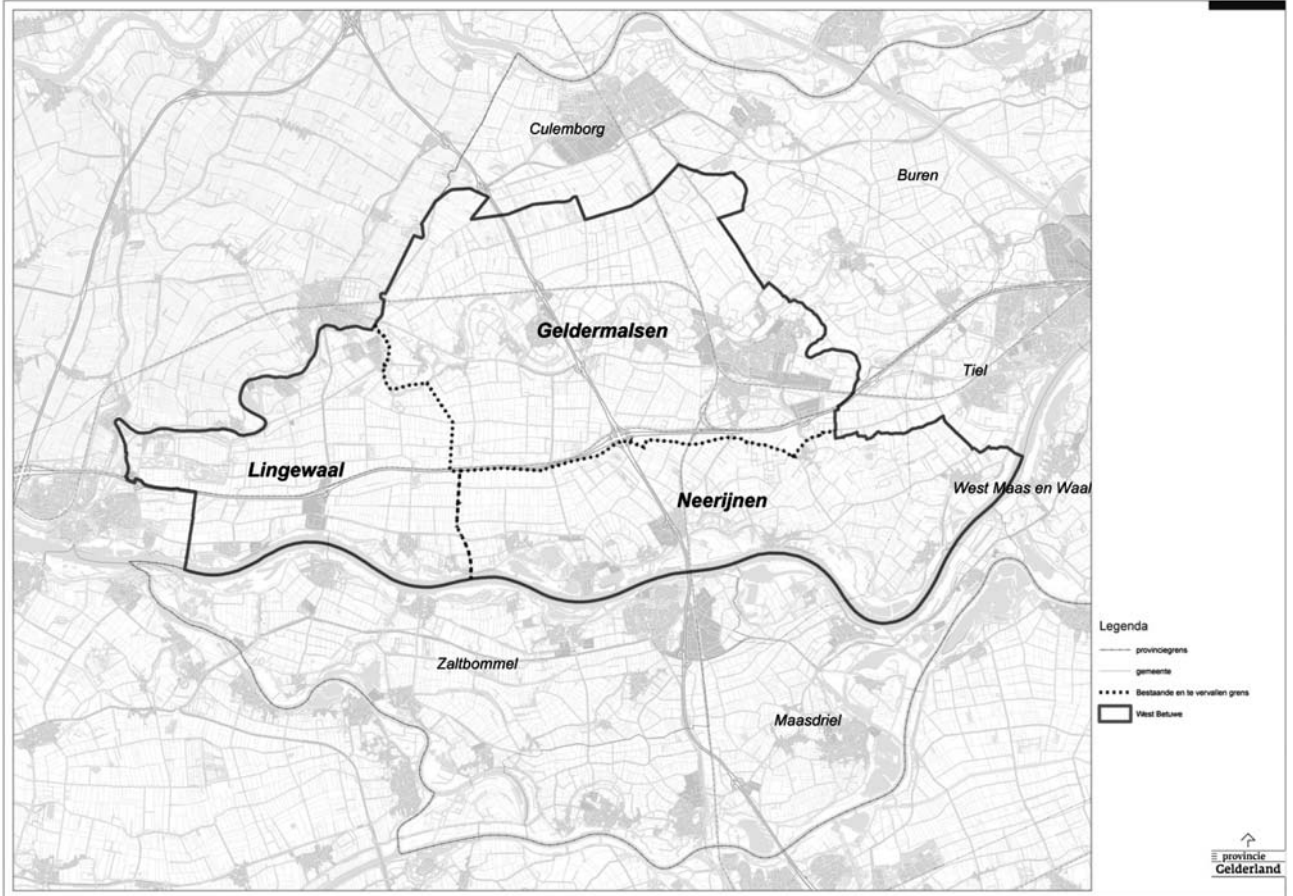 Culemborg
Buren
Geldermalsen
Tiel
Lingewaal
West Maas en Waal
Neerijnen
Zaltbommel
Maasdriel
Legenda
provinciegrens
gemeente
Bestaande en te vervallen grens
West Betuwe
provincie
Gelderland